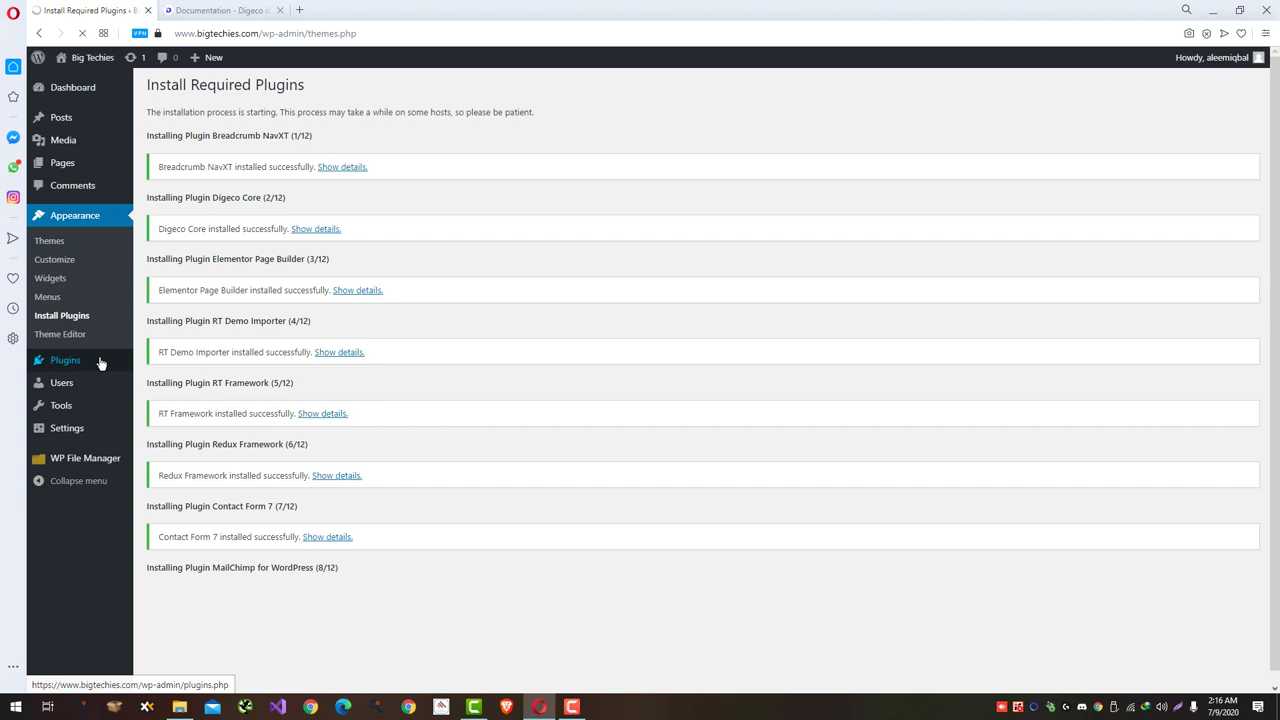 Install Required Plugins ‹ B
Documentation - Digeco
VPN
www.bigtechies.com/wp-admin/themes.php
Big Techies
1
0
New
Howdy, aleemiqbal
Dashboard
Posts
Media
Pages
Comments
Appearance
Themes
Customize
Widgets
Menus
Install Plugins
Theme Editor
Plugins
Users
Tools
Settings
WP File Manager
Collapse menu
Install Required Plugins
The installation process is starting. This process may take a while on some hosts, so please be patient.
Installing Plugin Breadcrumb NavXT (1/12)
Breadcrumb NavXT installed successfully. Show details.
Installing Plugin Digeco Core (2/12)
Digeco Core installed successfully. Show details.
Installing Plugin Elementor Page Builder (3/12)
Elementor Page Builder installed successfully. Show details.
Installing Plugin RT Demo Importer (4/12)
RT Demo Importer installed successfully. Show details.
Installing Plugin RT Framework (5/12)
RT Framework installed successfully. Show details.
Installing Plugin Redux Framework (6/12)
Redux Framework installed successfully. Show details.
Installing Plugin Contact Form 7 (7/12)
Contact Form 7 installed successfully. Show details.
Installing Plugin MailChimp for WordPress (8/12)
https://www.bigtechies.com/wp-admin/plugins.php
2:16 AM
7/9/2020